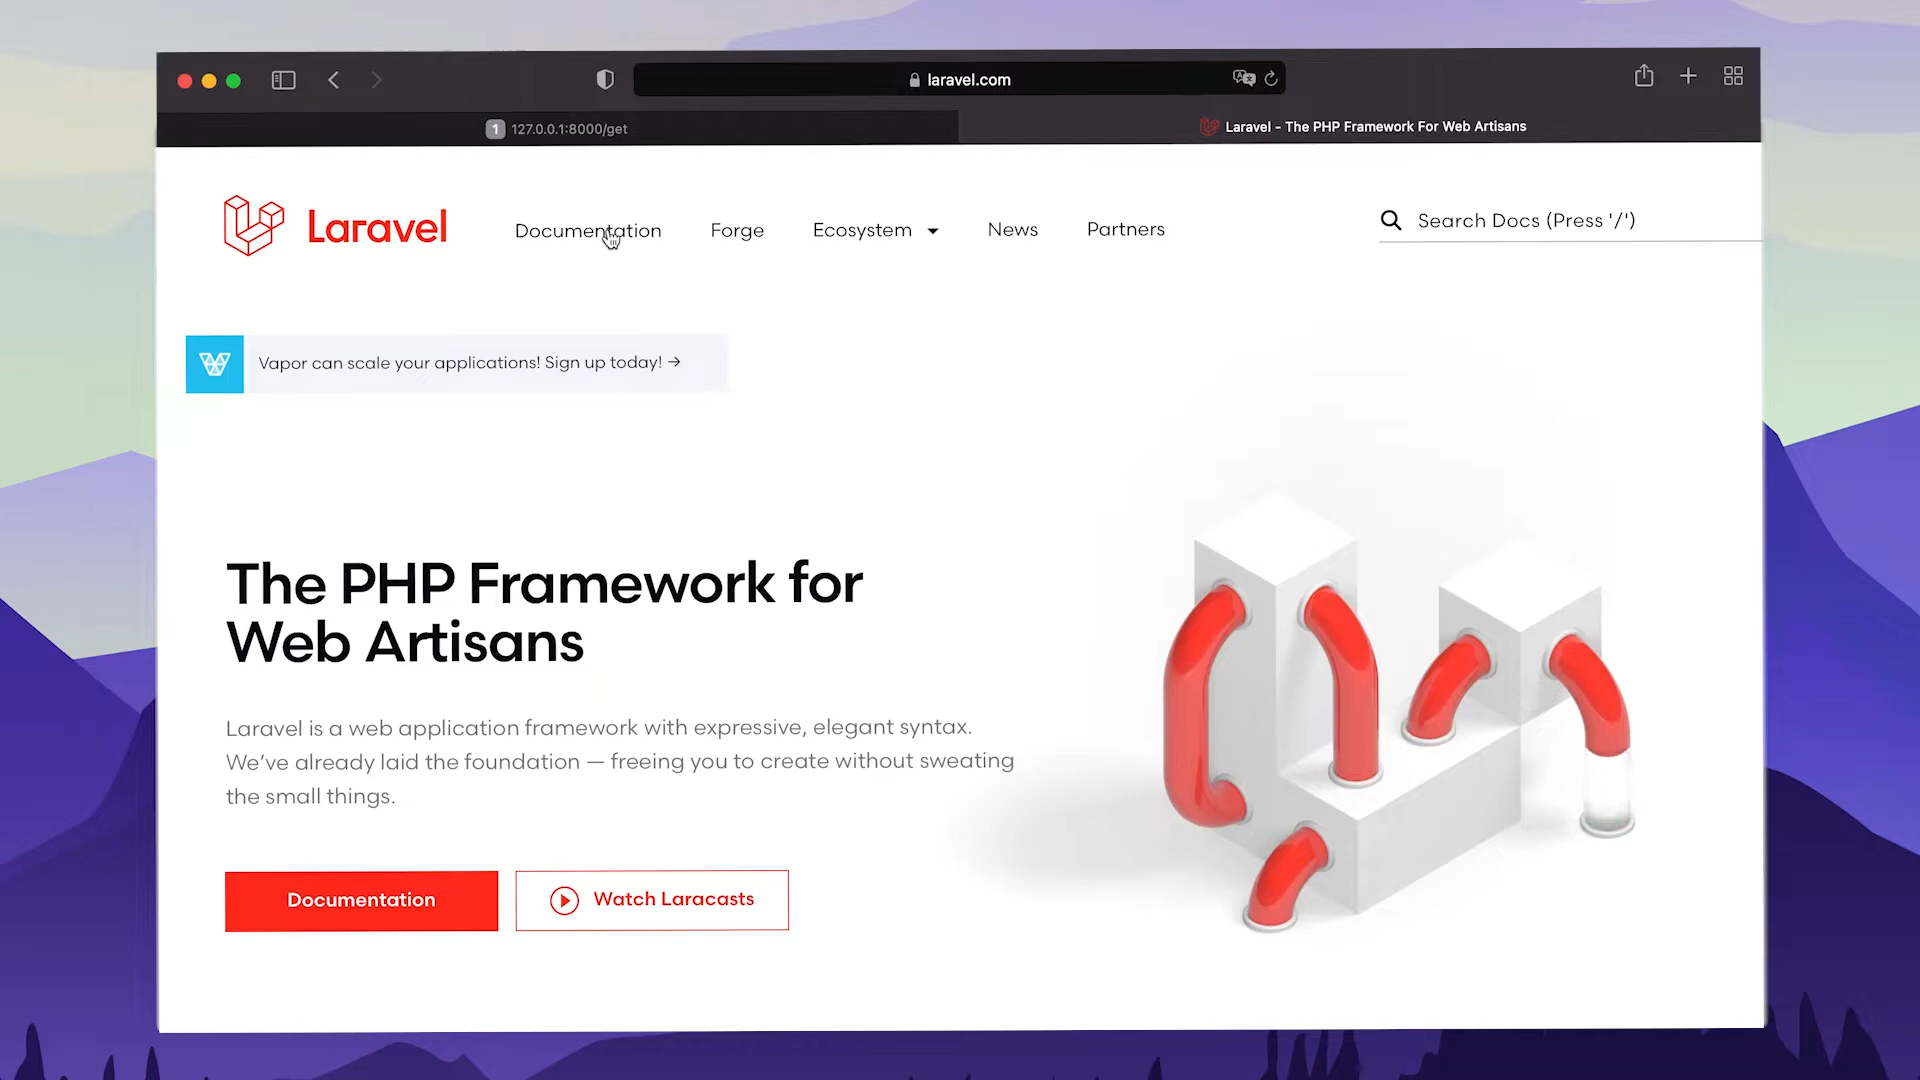 laravel.com
1 127.0.0.1:8000/get
Laravel - The PHP Framework For Web Artisans
Laravel
Documentation
Forge
Ecosystem
News
Partners
Search Docs (Press '/')
Vapor can scale your applications! Sign up today! →
The PHP Framework for
Web Artisans
Laravel is a web application framework with expressive, elegant syntax.
We've already laid the foundation — freeing you to create without sweating
the small things.
Documentation
Watch Laracasts